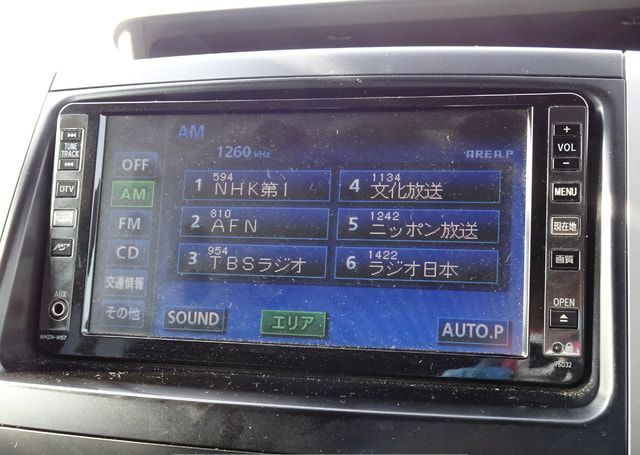 AM
1260 kHz
AREA.P
OFF
AM
FM
CD
交通情報
その他
594
1 NHK第1
810
2 AFN
954
3 TBSラジオ
1134
4 文化放送
1242
5 ニッポン放送
1422
6 ラジオ日本
SOUND
エリア
AUTO.P
TUNE
TRACK
DTV
AUX
NHZN-W57
+
VOL
−
MENU
現在地
画質
OPEN